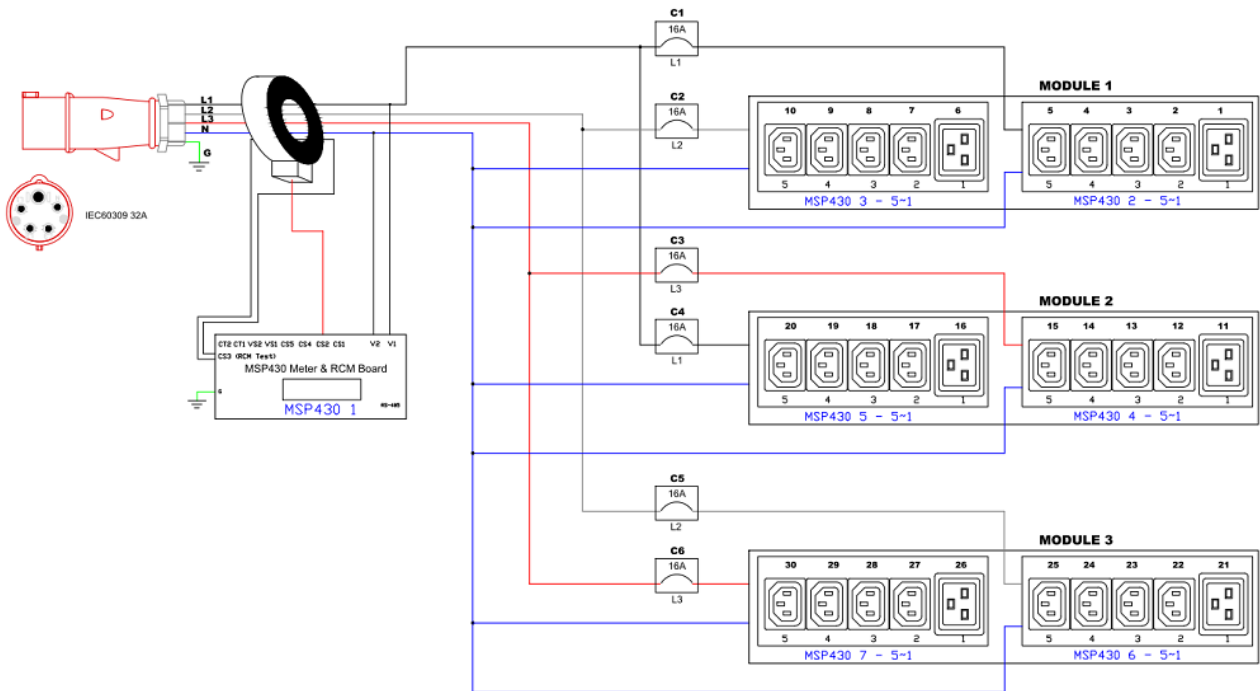 C1
16A
L1
C2
16A
L2
MODULE 1
10 9 8 7 6
5 4 3 2 1
5 4 3 2 1
5 4 3 2 1
MSP430 3 - 5~1
MSP430 2 - 5~1
L1
L2
L3
N
G
IEC60309 32A
C3
16A
L3
C4
16A
L1
MODULE 2
20 19 18 17 16
15 14 13 12 11
5 4 3 2 1
5 4 3 2 1
MSP430 5 - 5~1
MSP430 4 - 5~1
CT2 CT1 VS2 VS1 CS5 CS4 CS2 CS1 V2 V1
CS3 (RCM Test)
MSP430 Meter & RCM Board
G
MSP430 1
RS-485
C5
16A
L2
C6
16A
L3
MODULE 3
30 29 28 27 26
25 24 23 22 21
5 4 3 2 1
5 4 3 2 1
MSP430 7 - 5~1
MSP430 6 - 5~1